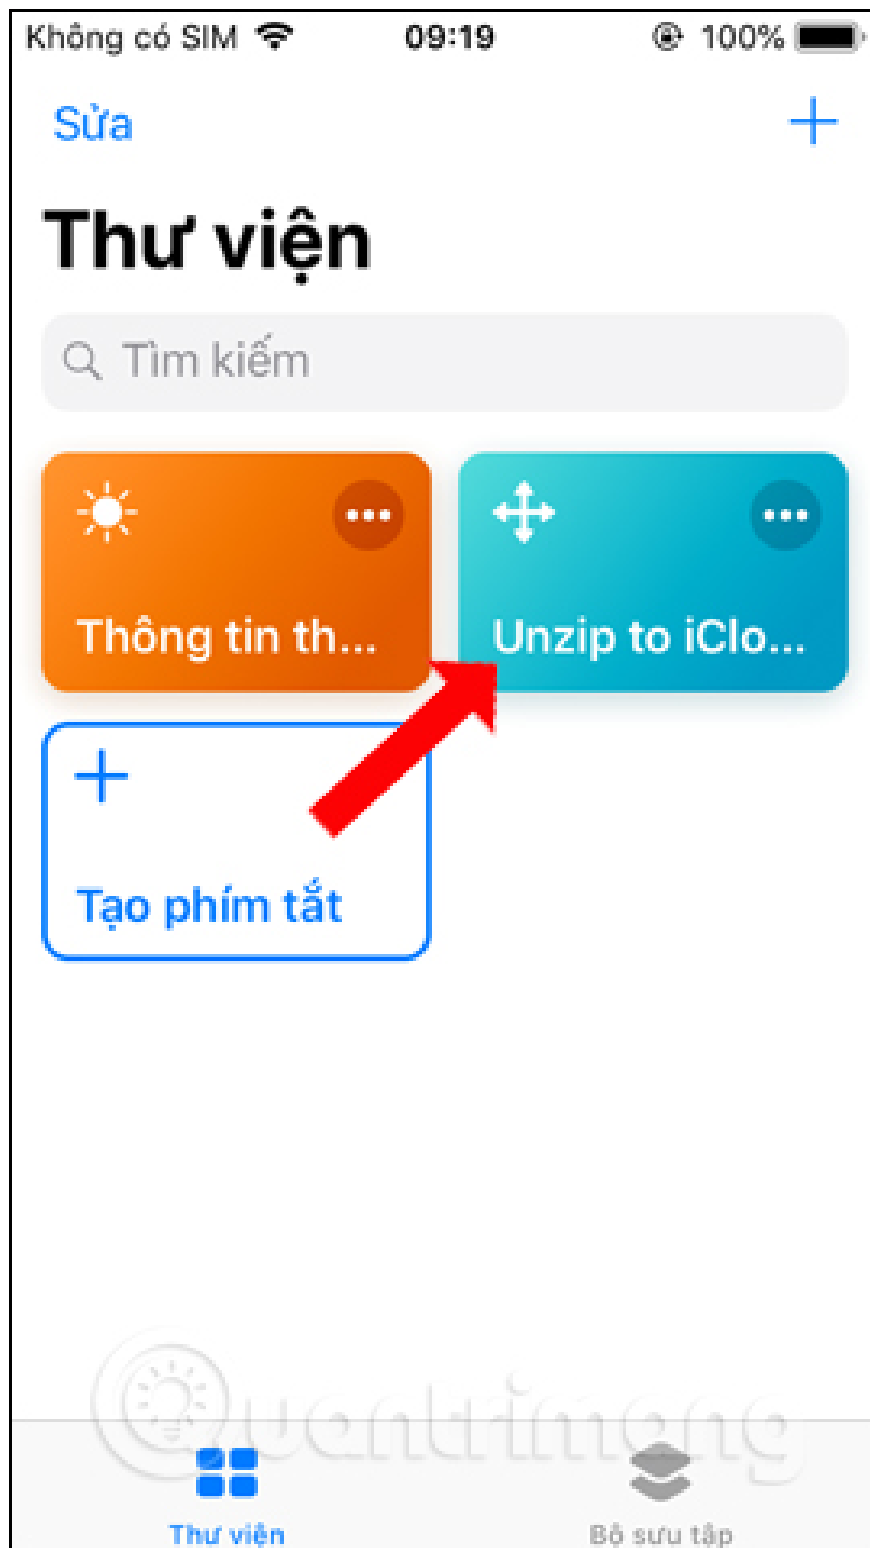 Không có SIM 09:19 100%
Sửa
Thư viện
Tìm kiếm
Thông tin th...
Unzip to iClo...
Tạo phím tắt
Quantrimang
Thư viện
Bộ sưu tập